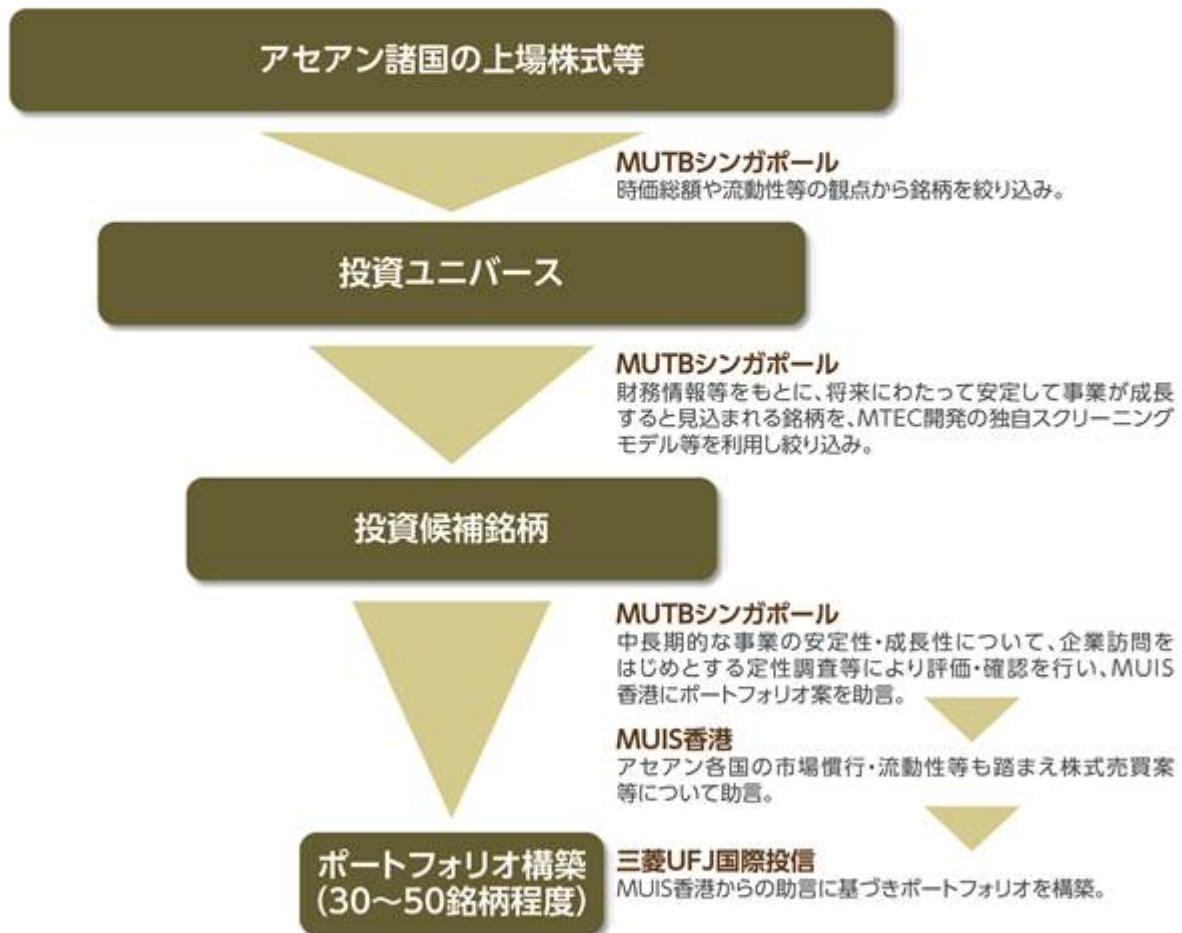 アセアン諸国の上場株式等
MUTBシンガポール
時価総額や流動性等の観点から銘柄を絞り込み。
投資ユニバース
MUTBシンガポール
財務情報等をもとに、将来にわたって安定して事業が成長
すると見込まれる銘柄を、MTEC開発の独自スクリーニング
モデル等を利用し絞り込み。
投資候補銘柄
MUTBシンガポール
中長期的な事業の安定性・成長性について、企業訪問を
はじめとする定性調査等により評価・確認を行い、MUIS
香港にポートフォリオ案を助言。
MUIS香港
アセアン各国の市場慣行・流動性等も踏まえ株式売買案
等について助言。
ポートフォリオ構築
(30〜50銘柄程度)
三菱UFJ国際投信
MUIS香港からの助言に基づきポートフォリオを構築。